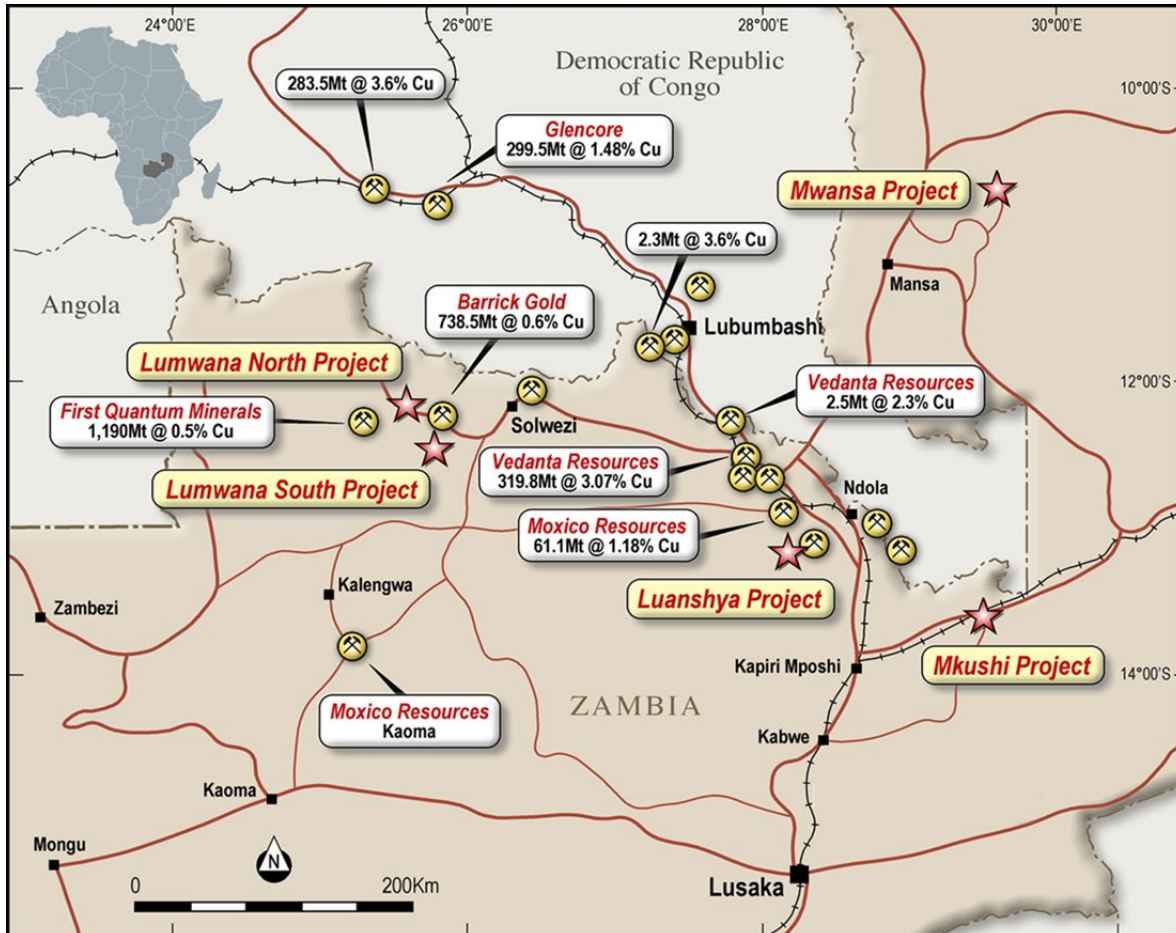 24°00'E
26°00'E
28°00'E
30°00'E
Democratic Republic
of Congo
10°00'S
283.5Mt @ 3.6% Cu
Glencore
299.5Mt @ 1.48% Cu
Mwansa Project
2.3Mt @ 3.6% Cu
Mansa
Angola
Barrick Gold
738.5Mt @ 0.6% Cu
Lubumbashi
Lumwana North Project
12°00'S
Vedanta Resources
2.5Mt @ 2.3% Cu
First Quantum Minerals
1,190Mt @ 0.5% Cu
Solwezi
Vedanta Resources
319.8Mt @ 3.07% Cu
Lumwana South Project
Ndola
Moxico Resources
61.1Mt @ 1.18% Cu
Kalengwa
Luanshya Project
Zambezi
Kapiri Mposhi
Mkushi Project
14°00'S
Moxico Resources
Kaoma
ZAMBIA
Kabwe
Kaoma
Mongu
N
0
200Km
Lusaka